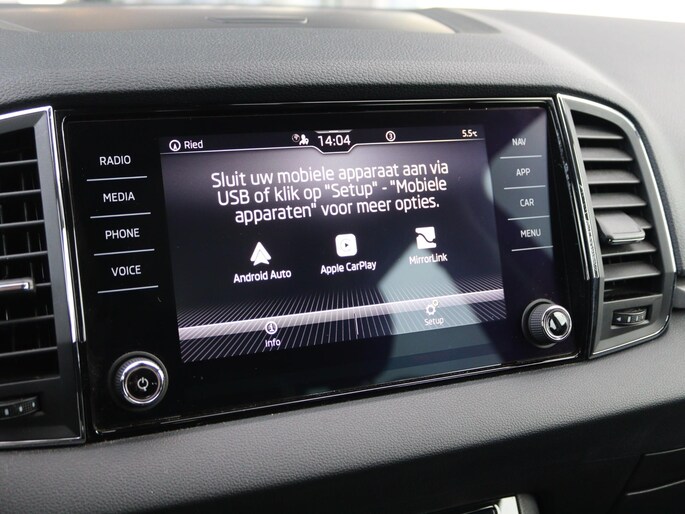 Ried 14:04 3 5.5°C
Sluit uw mobiele apparaat aan via
USB of klik op "Setup" - "Mobiele
apparaten" voor meer opties.
Android Auto
Apple CarPlay
MirrorLink
Info
Setup
RADIO
MEDIA
PHONE
VOICE
NAV
APP
CAR
MENU